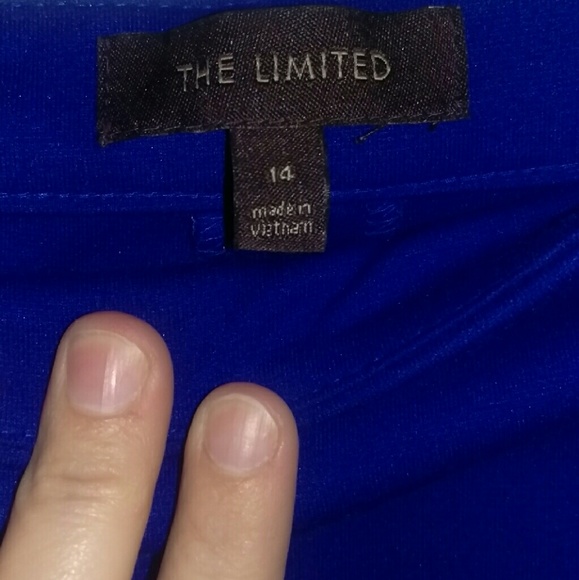 THE LIMITED
14
made in
vietnam